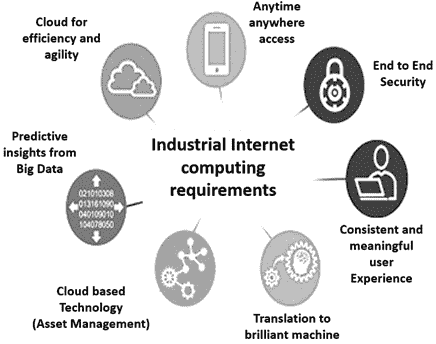 Anytime
anywhere
access
Cloud for
efficiency and
agility
End to End
Security
Industrial Internet
computing
requirements
Predictive
insights from
Big Data
021010308
013161090
040109010
104078050
Consistent and
meaningful
user
Experience
Cloud based
Technology
(Asset Management)
Translation to
brilliant machine